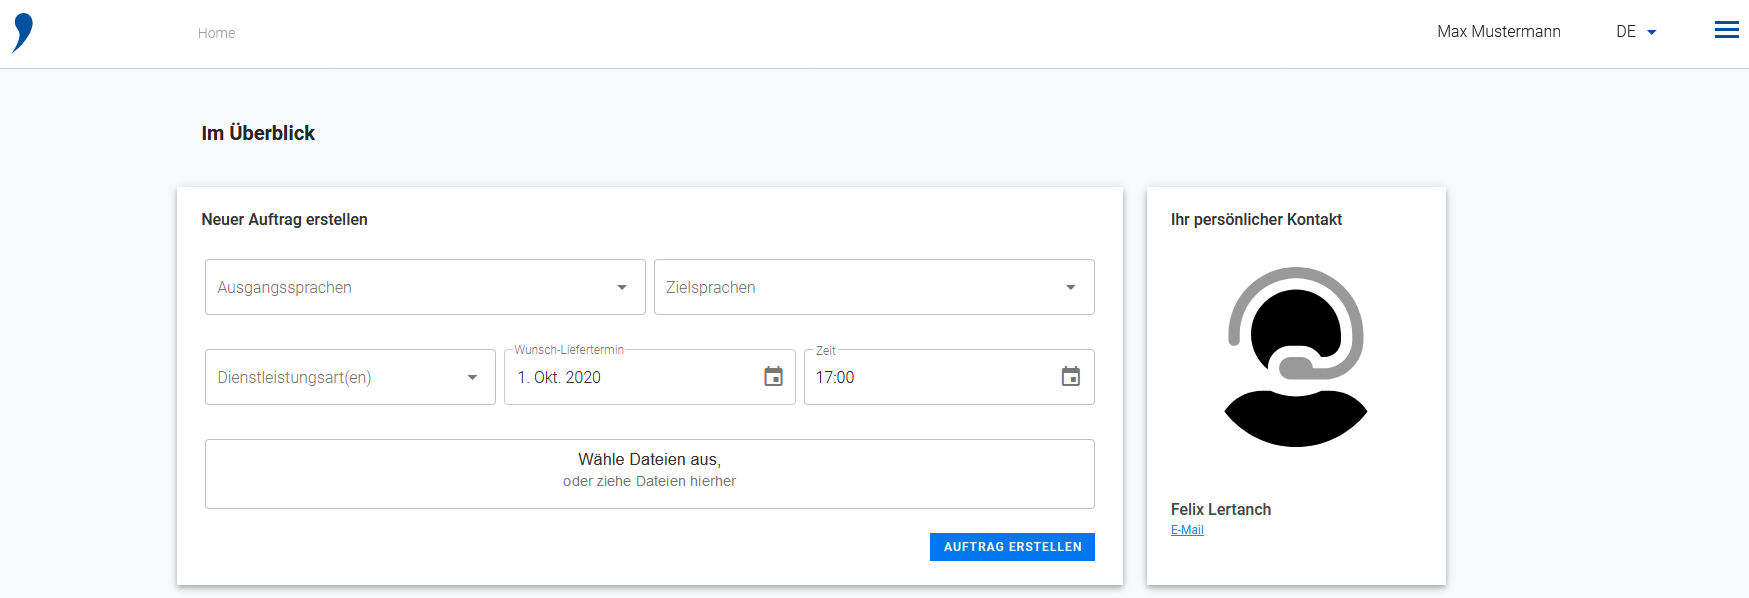 Home
Max Mustermann
DE
Im Überblick
Neuer Auftrag erstellen
Ausgangssprachen
Zielsprachen
Dienstleistungsart(en)
Wunsch-Liefertermin
1. Okt. 2020
Zeit
17:00
Wähle Dateien aus,
oder ziehe Dateien hierher
AUFTRAG ERSTELLEN
Ihr persönlicher Kontakt
Felix Lertanch
E-Mail